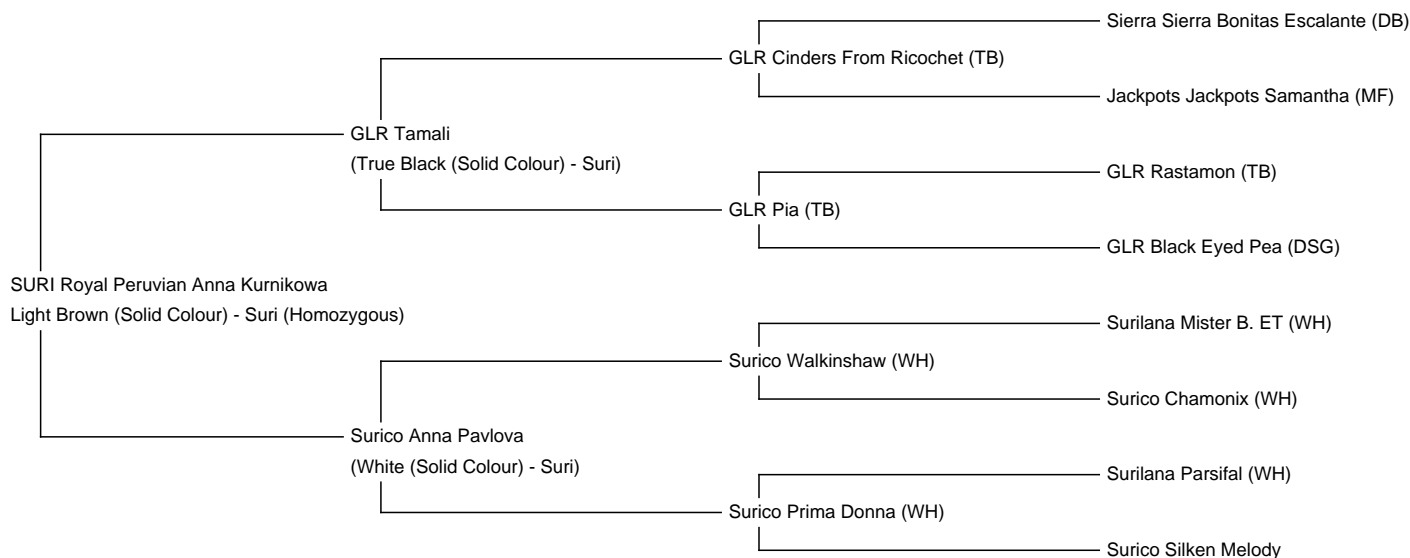 Sierra Sierra Bonitas Escalante (DB)
GLR Cinders From Ricochet (TB)
Jackpots Jackpots Samantha (MF)
GLR Tamali
(True Black (Solid Colour) - Suri)
GLR Rastamon (TB)
GLR Pia (TB)
GLR Black Eyed Pea (DSG)
SURI Royal Peruvian Anna Kurnikowa
Light Brown (Solid Colour) - Suri (Homozygous)
Surilana Mister B. ET (WH)
Surico Walkinshaw (WH)
Surico Chamonix (WH)
Surico Anna Pavlova
(White (Solid Colour) - Suri)
Surilana Parsifal (WH)
Surico Prima Donna (WH)
Surico Silken Melody